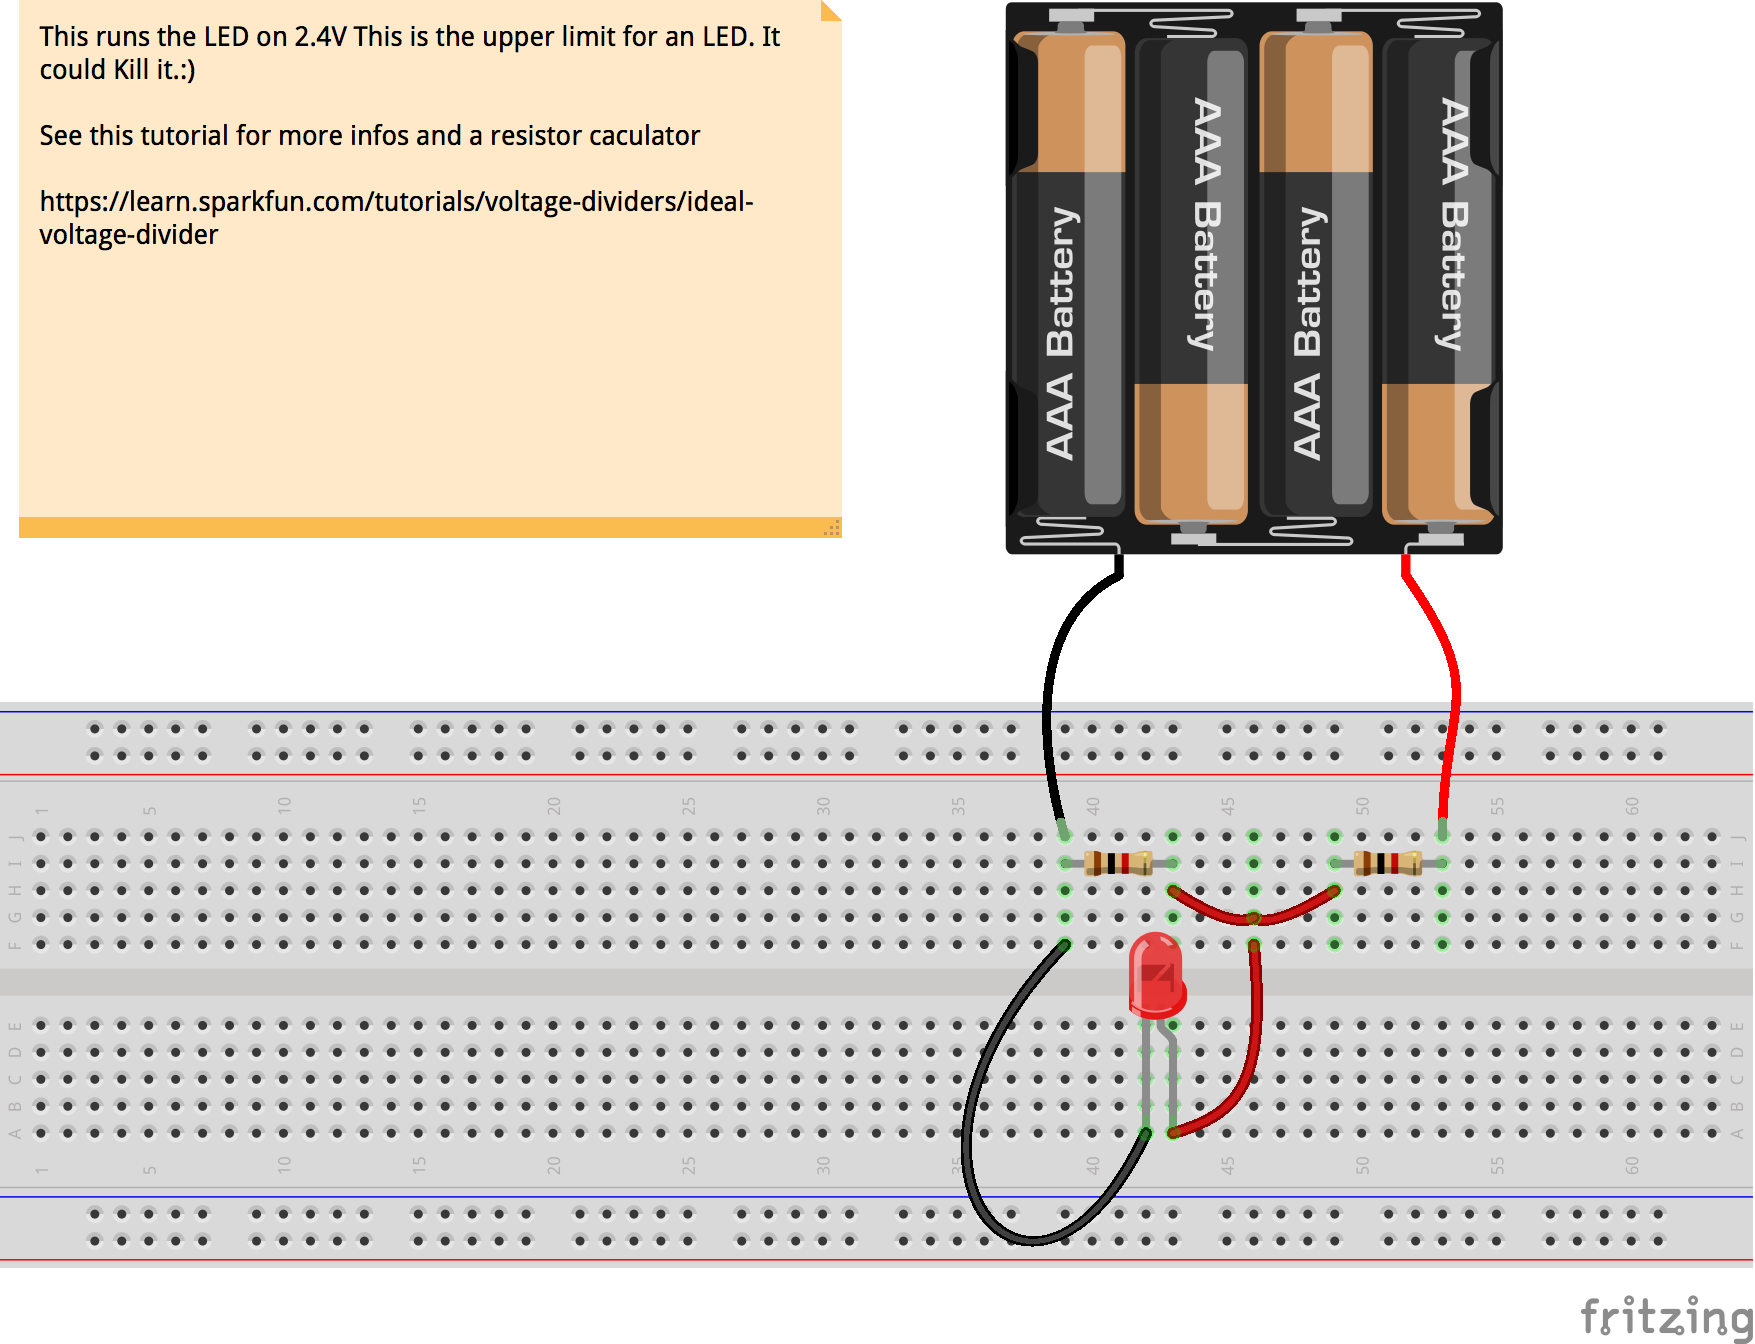 This runs the LED on 2.4V This is the upper limit for an LED. It
could Kill it.:)
See this tutorial for more infos and a resistor caculator
https://learn.sparkfun.com/tutorials/voltage-dividers/ideal-
voltage-divider
AAA Battery
AAA Battery
AAA Battery
AAA Battery
1 5 10 15 20 25 30 35 40 45 50 55 60
J J
I I
H H
G G
F F
E E
D D
C C
B B
A A
1 5 10 15 20 25 30 35 40 45 50 55 60
fritzing